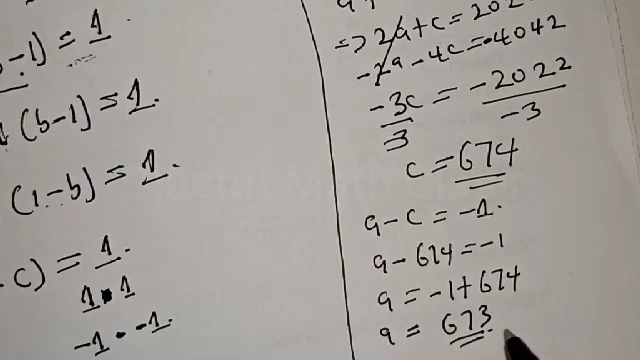 -1) = 1.
(b-1) = 1.
(1-b) = 1.
c) = 1.
1 · 1
-1 · -1.
=> 2a+c = 202
-2a-4c = -4042
-3c = -2022
3 -3
c = 674
a-c = -1.
a-674 = -1
a = -1+674
a = 673.